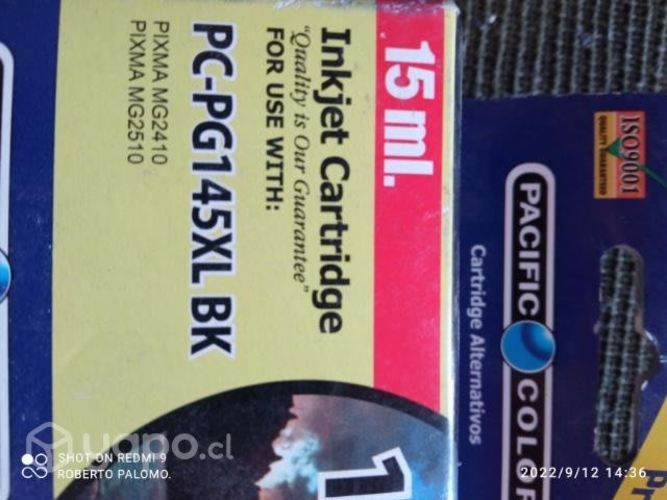 15 ml.
Inkjet Cartridge
"Quality is Our Guarantee"
FOR USE WITH:
PC-PG145XL BK
PIXMA MG2410
PIXMA MG2510
ISO9001
QUALITY GUARANTEED
PACIFIC COLOR
Cartridge Alternativos
yapo.cl
SHOT ON REDMI 9
ROBERTO PALOMO.
2022/9/12 14:36